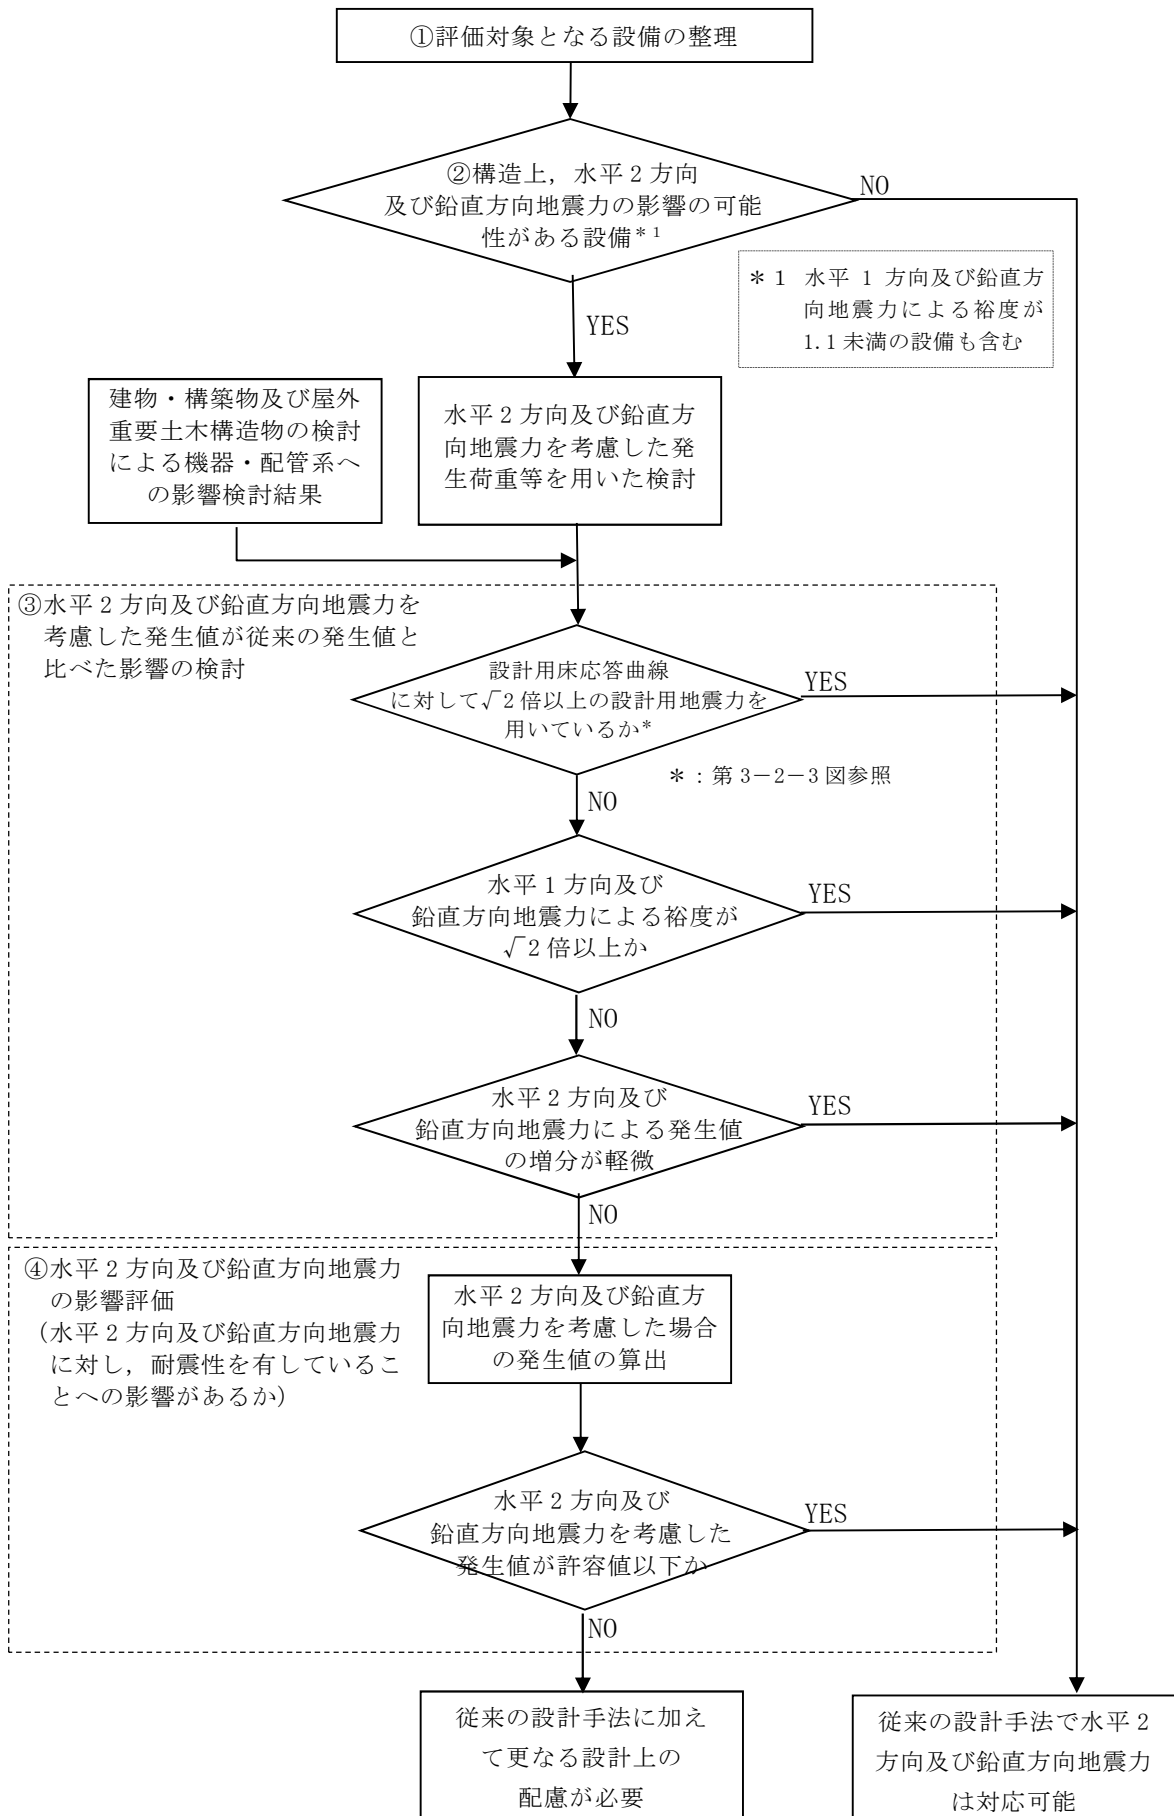 ①評価対象となる設備の整理
②構造上，水平２方向
及び鉛直方向地震力の影響の可能
性がある設備*1
NO
＊1 水平 1 方向及び鉛直方
向地震力による裕度が
1.1 未満の設備も含む
YES
建物・構築物及び屋外
重要土木構造物の検討
による機器・配管系へ
の影響検討結果
水平２方向及び鉛直方
向地震力を考慮した発
生荷重等を用いた検討
③水平２方向及び鉛直方向地震力を
考慮した発生値が従来の発生値と
比べた影響の検討
設計用床応答曲線
に対して√2 倍以上の設計用地震力を
用いているか*
YES
＊：第 3－2－3 図参照
NO
水平１方向及び
鉛直方向地震力による裕度が
√2 倍以上か
YES
NO
水平２方向及び
鉛直方向地震力による発生値
の増分が軽微
YES
NO
④水平２方向及び鉛直方向地震力
の影響評価
（水平２方向及び鉛直方向地震力
に対し，耐震性を有しているこ
とへの影響があるか）
水平２方向及び鉛直方
向地震力を考慮した場合
の発生値の算出
水平２方向及び
鉛直方向地震力を考慮した
発生値が許容値以下か
YES
NO
従来の設計手法に加え
て更なる設計上の
配慮が必要
従来の設計手法で水平２
方向及び鉛直方向地震力
は対応可能